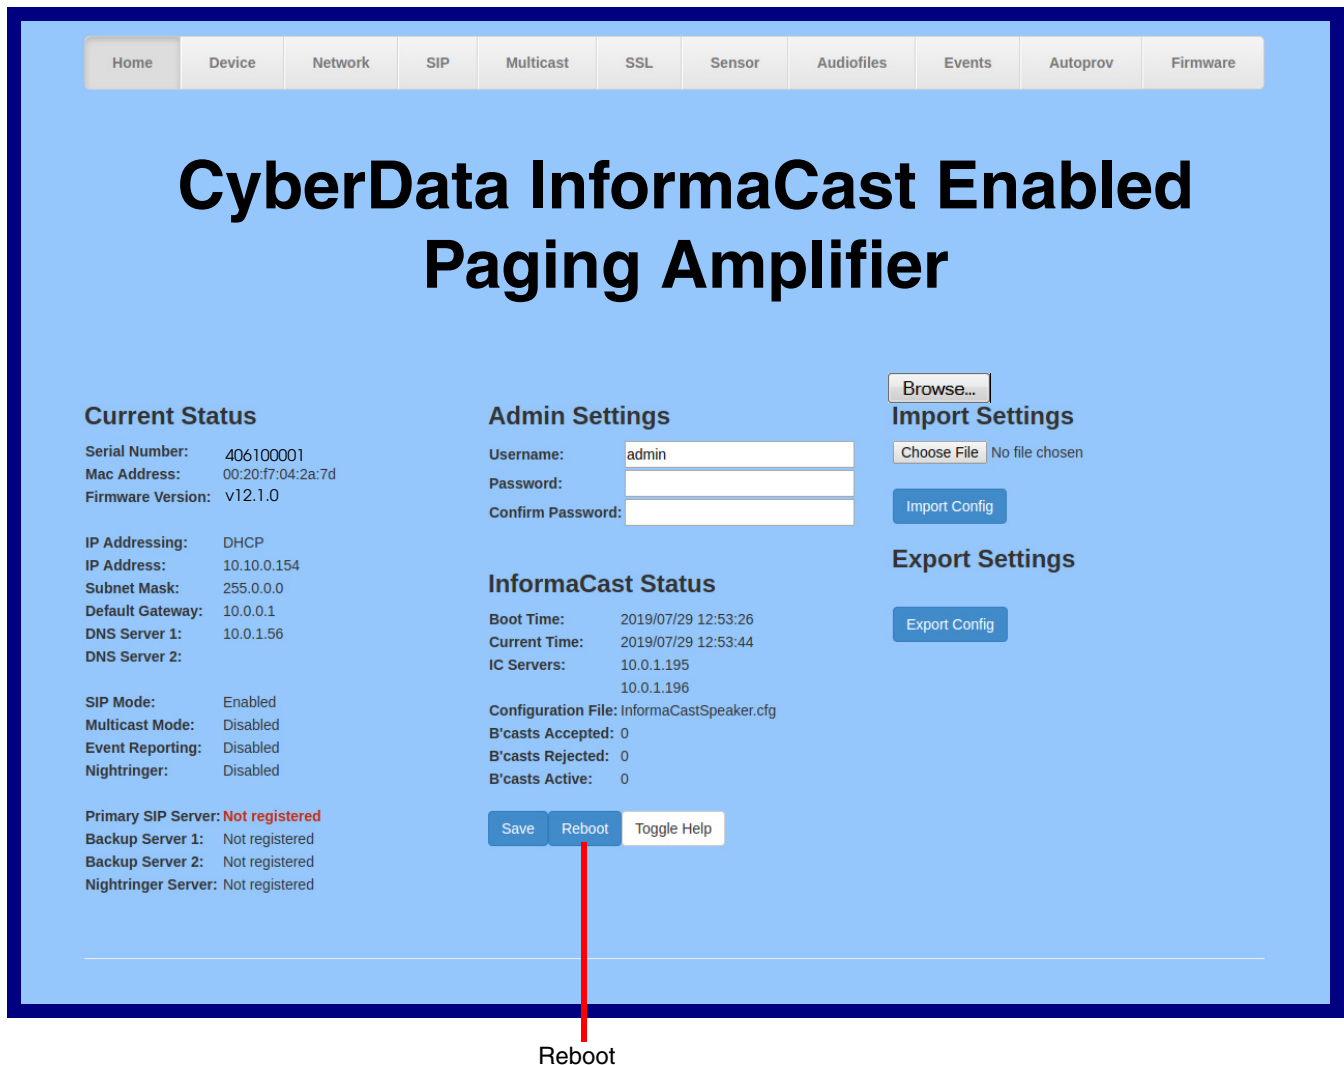 Home Device Network SIP Multicast SSL Sensor Audiofiles Events Autoprov Firmware
CyberData InformaCast Enabled
Paging Amplifier
Current Status
Serial Number: 406100001
Mac Address: 00:20:f7:04:2a:7d
Firmware Version: v12.1.0
IP Addressing: DHCP
IP Address: 10.10.0.154
Subnet Mask: 255.0.0.0
Default Gateway: 10.0.0.1
DNS Server 1: 10.0.1.56
DNS Server 2:
SIP Mode: Enabled
Multicast Mode: Disabled
Event Reporting: Disabled
Nightringer: Disabled
Primary SIP Server: Not registered
Backup Server 1: Not registered
Backup Server 2: Not registered
Nightringer Server: Not registered
Admin Settings
Username: admin
Password:
Confirm Password:
InformaCast Status
Boot Time: 2019/07/29 12:53:26
Current Time: 2019/07/29 12:53:44
IC Servers: 10.0.1.195
10.0.1.196
Configuration File: InformaCastSpeaker.cfg
B'casts Accepted: 0
B'casts Rejected: 0
B'casts Active: 0
Save Reboot Toggle Help
Browse...
Import Settings
Choose File No file chosen
Import Config
Export Settings
Export Config
Reboot